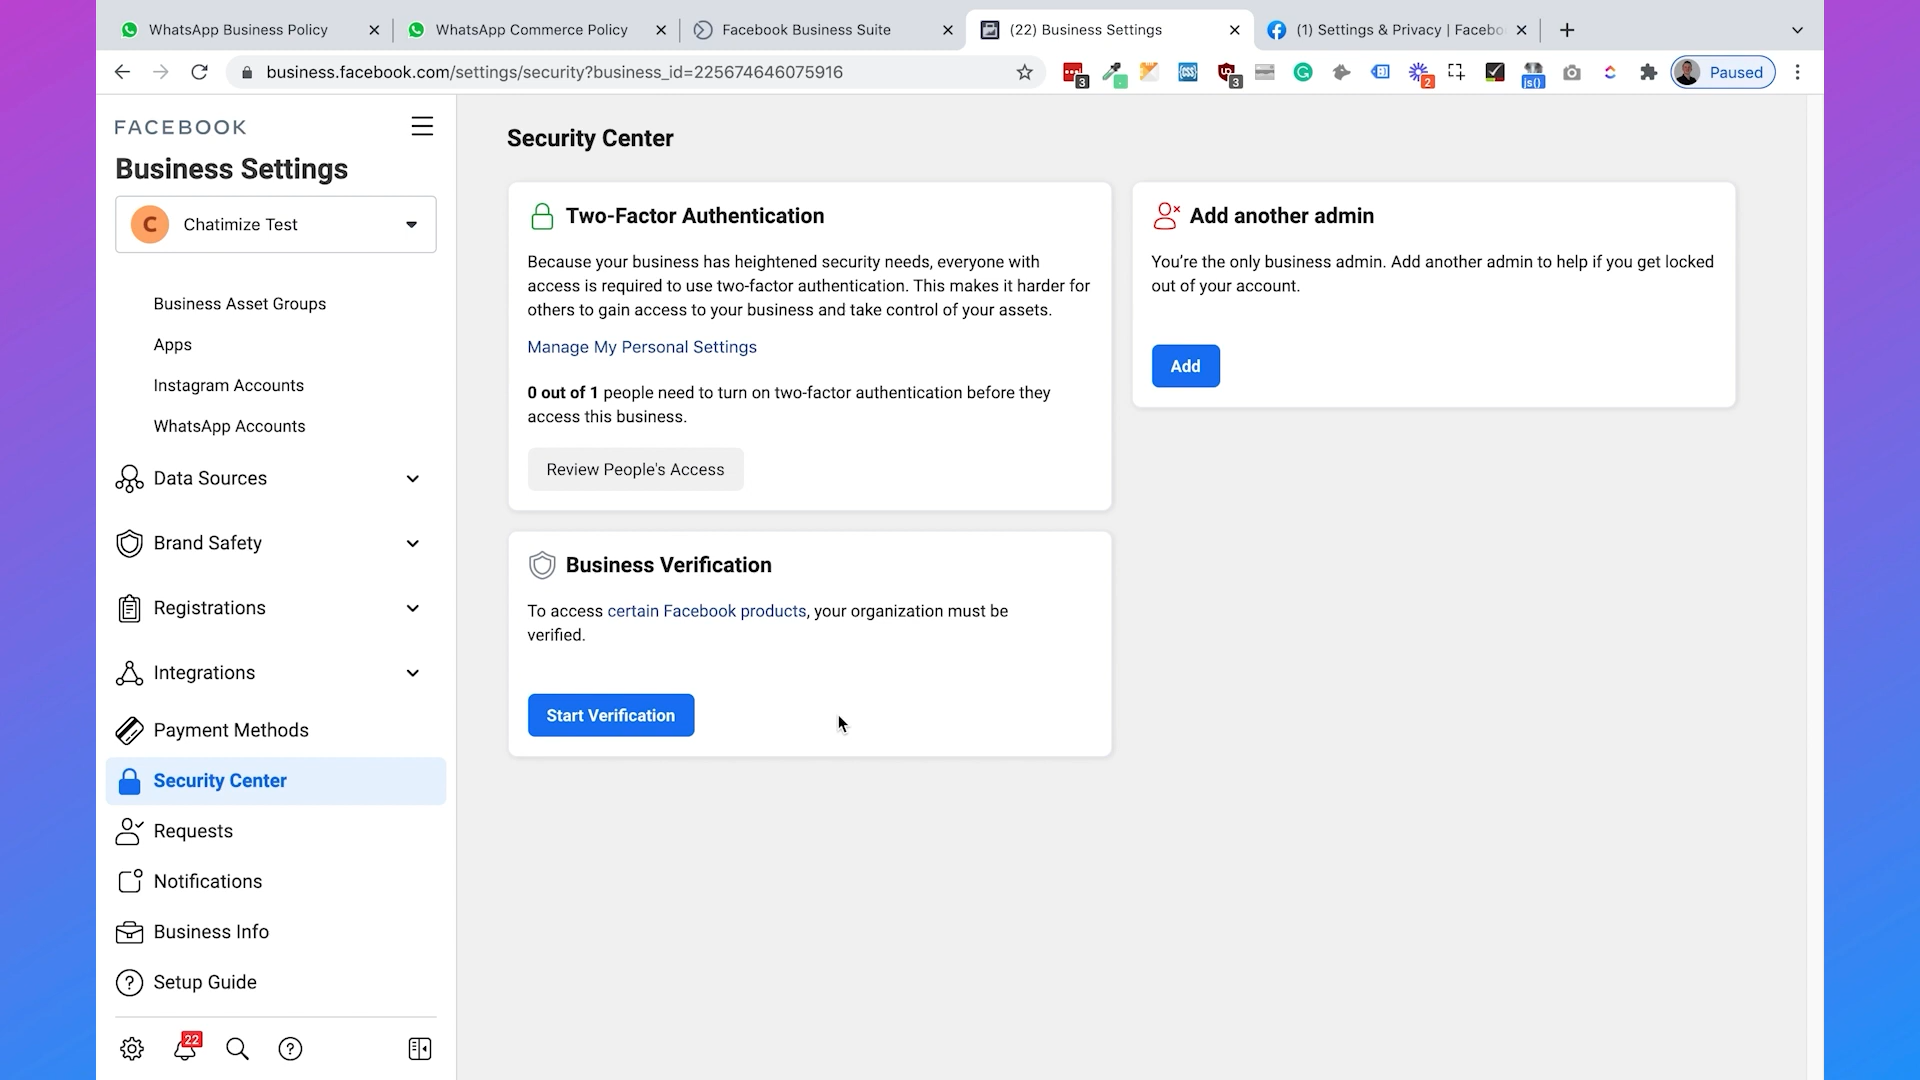 WhatsApp Business Policy
WhatsApp Commerce Policy
Facebook Business Suite
(22) Business Settings
(1) Settings & Privacy | Facebo
business.facebook.com/settings/security?business_id=225674646075916
3
3
2
js()
Paused
FACEBOOK
Business Settings
C
Chatimize Test
Business Asset Groups
Apps
Instagram Accounts
WhatsApp Accounts
Data Sources
Brand Safety
Registrations
Integrations
Payment Methods
Security Center
Requests
Notifications
Business Info
Setup Guide
22
Security Center
Two-Factor Authentication
Because your business has heightened security needs, everyone with
access is required to use two-factor authentication. This makes it harder for
others to gain access to your business and take control of your assets.
Manage My Personal Settings
0 out of 1 people need to turn on two-factor authentication before they
access this business.
Review People's Access
Add another admin
You're the only business admin. Add another admin to help if you get locked
out of your account.
Add
Business Verification
To access certain Facebook products, your organization must be
verified.
Start Verification